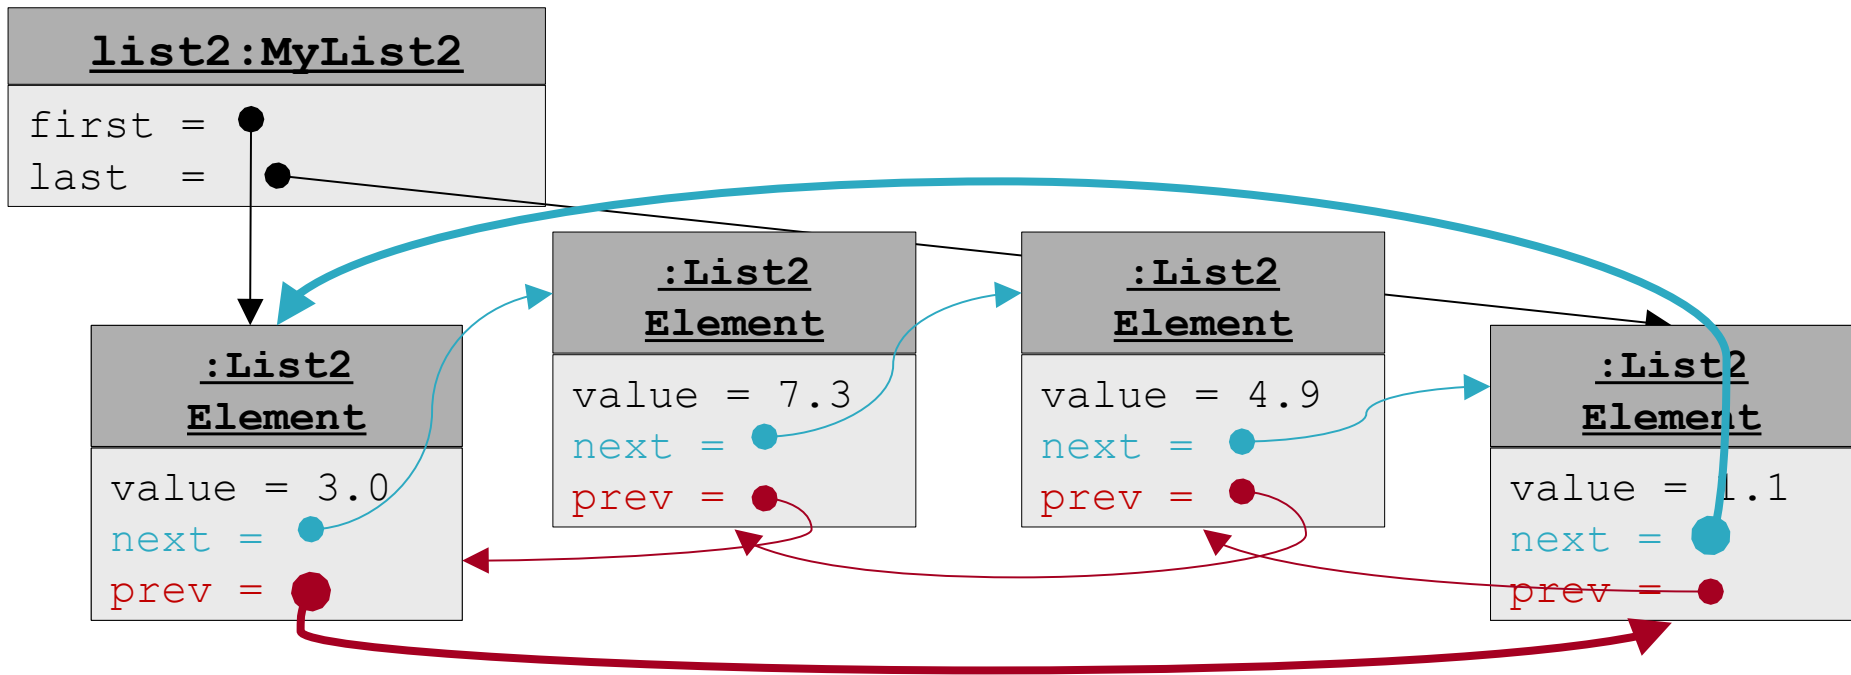 list2:MyList2
first =
last =
:List2
Element
value = 3.0
next =
prev =
:List2
Element
value = 7.3
next =
prev =
:List2
Element
value = 4.9
next =
prev =
:List2
Element
value = 1.1
next =
prev =